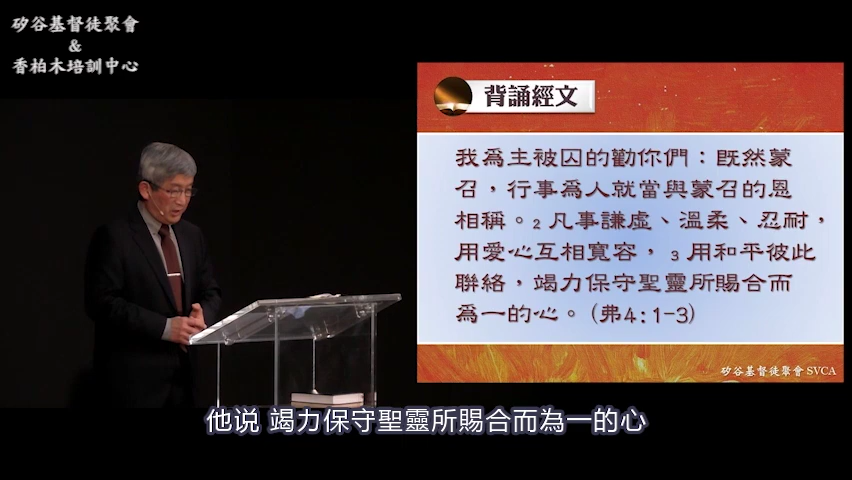 矽谷基督徒聚會
&
香柏木培訓中心
背誦經文
我為主被囚的勸你們：既然蒙
召，行事為人就當與蒙召的恩
相稱。2 凡事謙虛、溫柔、忍耐，
用愛心互相寬容， 3 用和平彼此
聯絡，竭力保守聖靈所賜合而
為一的心。(弗4:1-3)
矽谷基督徒聚會 SVCA
他说 竭力保守聖靈所賜合而為一的心